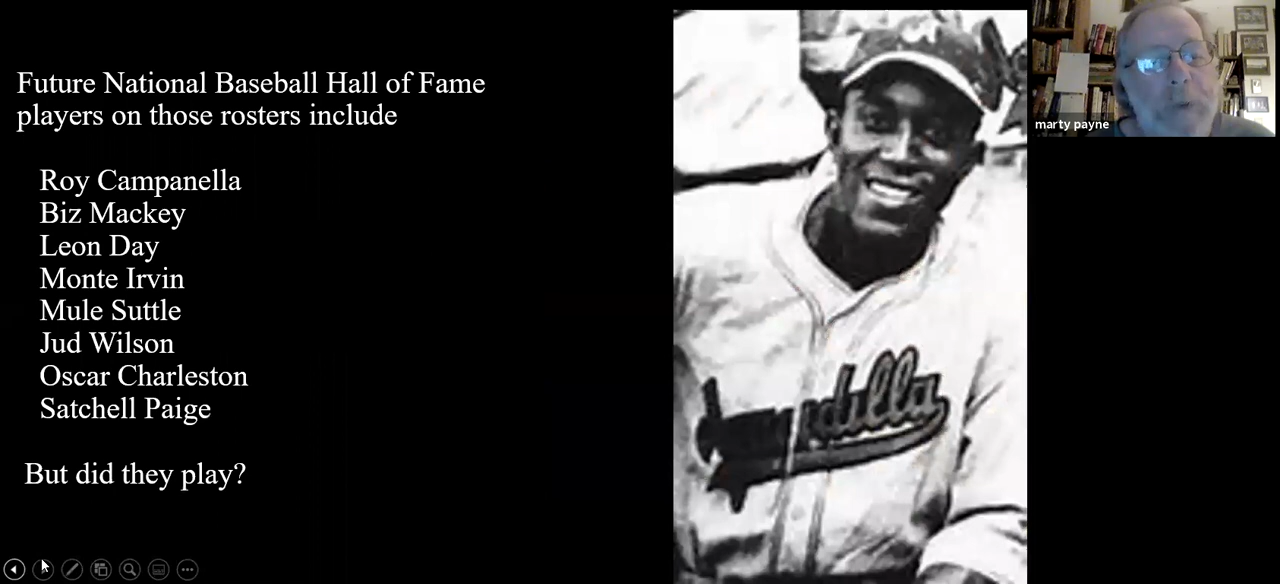 Future National Baseball Hall of Fame
players on those rosters include
Roy Campanella
Biz Mackey
Leon Day
Monte Irvin
Mule Suttle
Jud Wilson
Oscar Charleston
Satchell Paige
But did they play?
marty payne